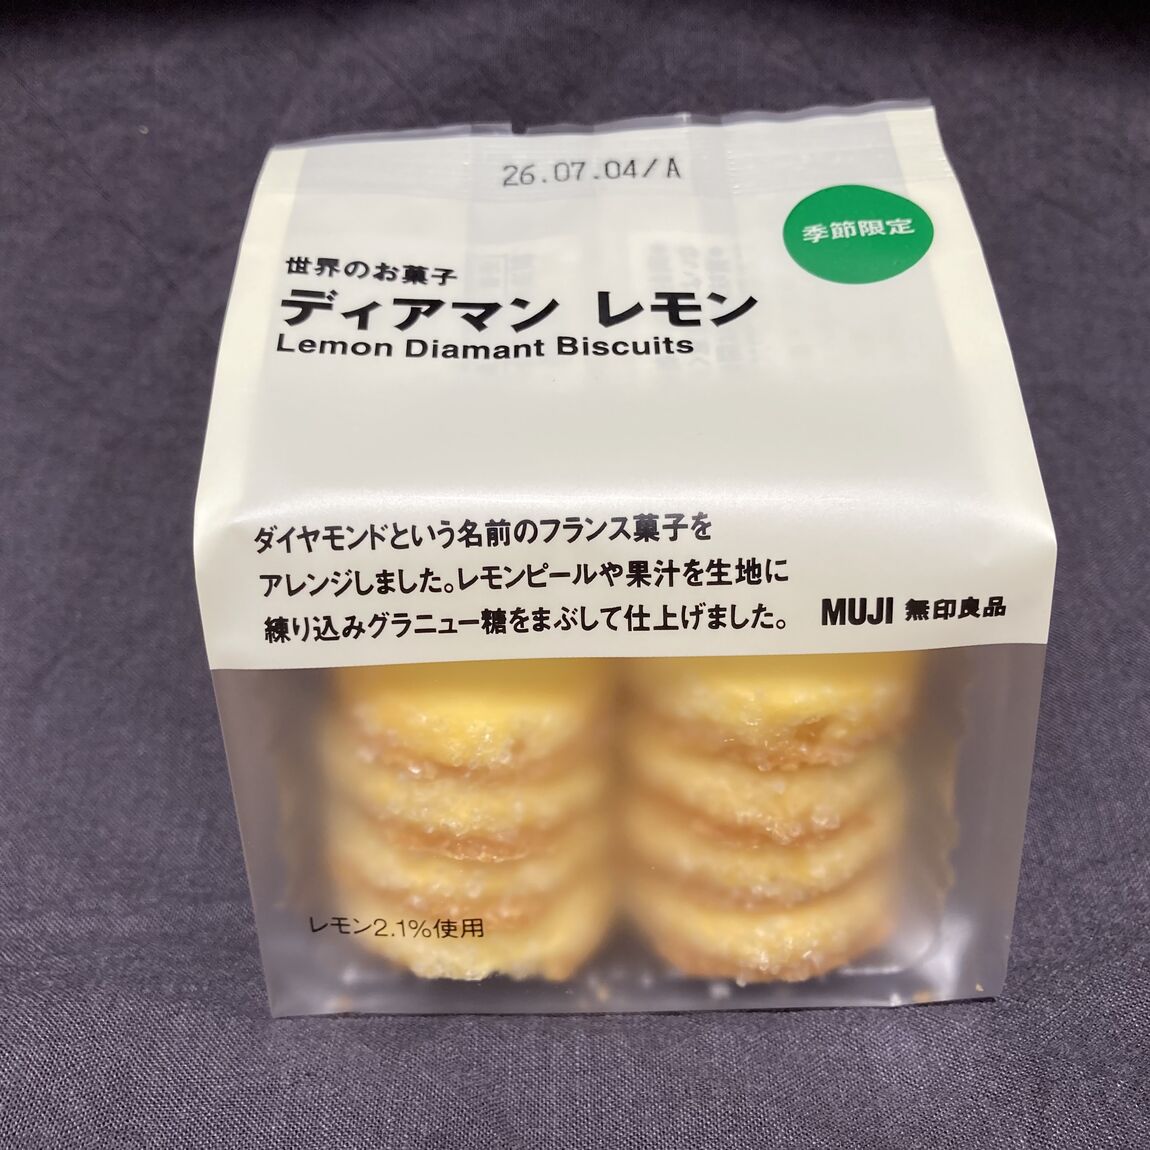 26.07.04/A
季節限定
世界のお菓子
ディアマン レモン
Lemon Diamant Biscuits
ダイヤモンドという名前のフランス菓子を
アレンジしました。レモンピールや果汁を生地に
練り込みグラニュー糖をまぶして仕上げました。
MUJI 無印良品
レモン2.1%使用